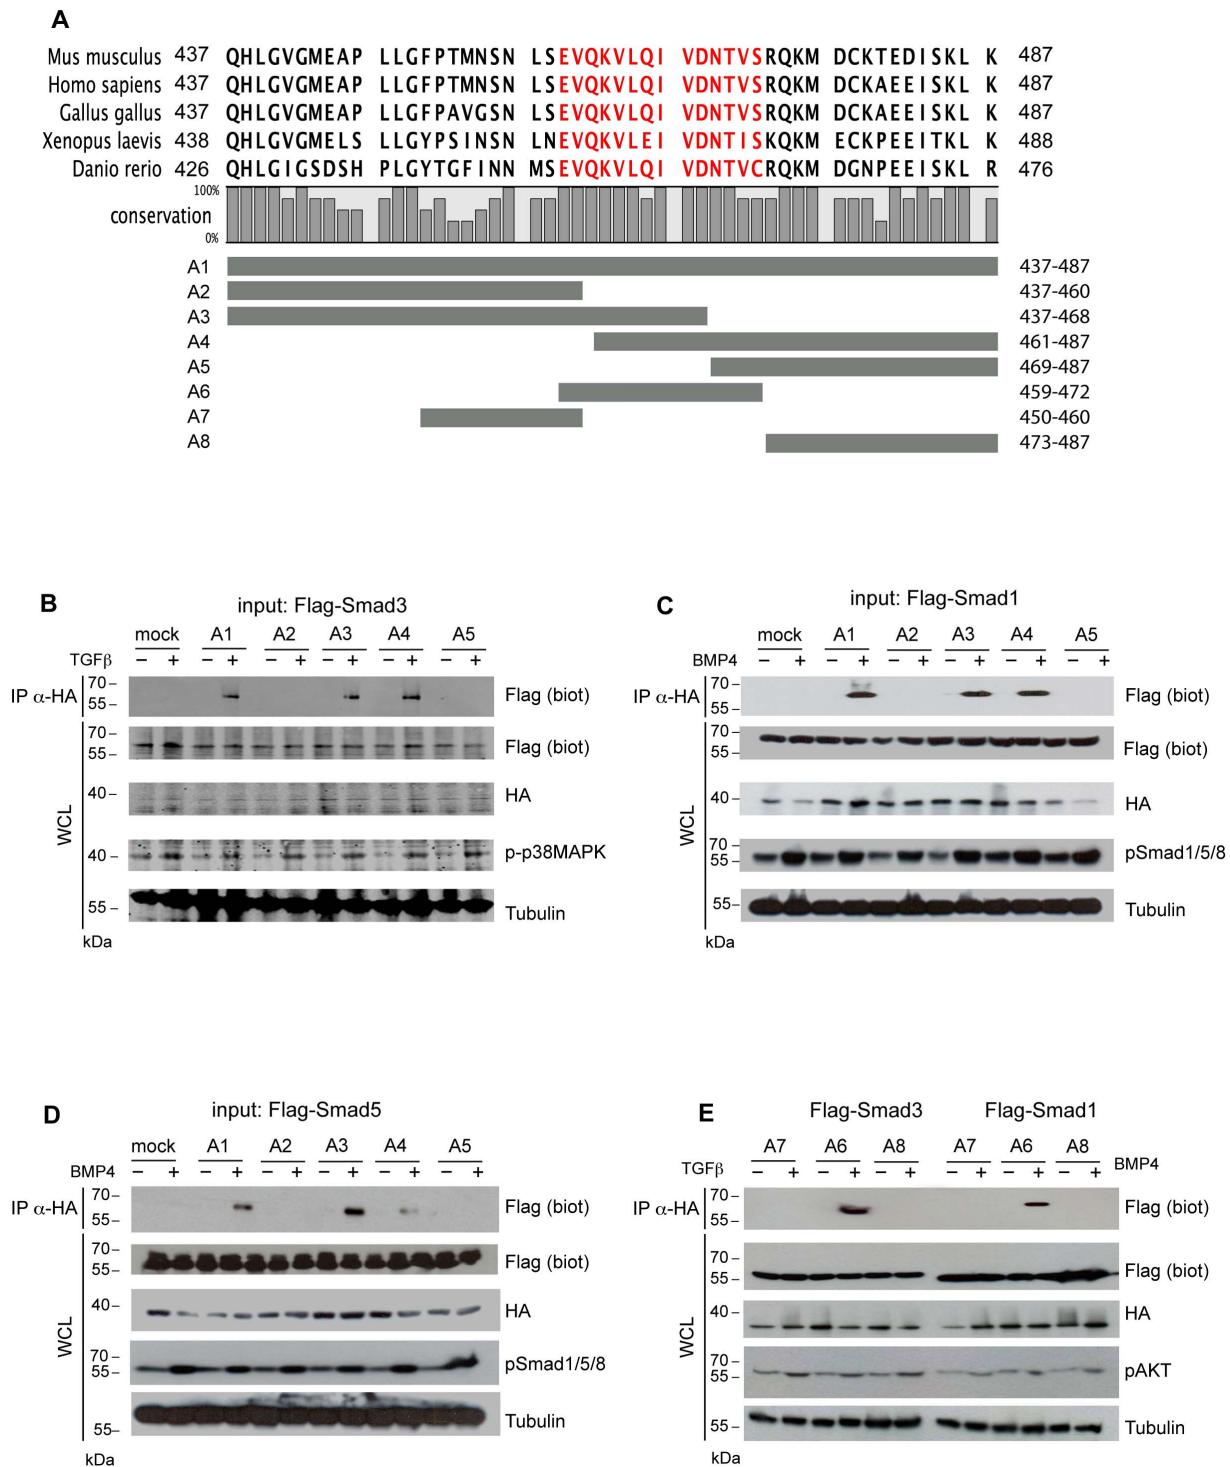 A
Mus musculus 437 QHLGVGMEAP LLGFPTMNSN LSEVQKVLQI VDNTVSRQKM DCKTEDISKL K 487
Homo sapiens 437 QHLGVGMEAP LLGFPTMNSN LSEVQKVLQI VDNTVSRQKM DCKAEEISKL K 487
Gallus gallus 437 QHLGVGMEAP LLGFPAVGSN LSEVQKVLQI VDNTVSRQKM DCKAEEISKL K 487
Xenopus laevis 438 QHLGVGMELS LLGYPSINSN LNEVQKVLEI VDNTISKQKM ECKPEEITKL K 488
Danio rerio 426 QHLGIGSDSH PLGYTGFINN MSEVQKVLQI VDNTVCRQKM DGNPEEISKL R 476
100%
conservation
0%
A1 437-487
A2 437-460
A3 437-468
A4 461-487
A5 469-487
A6 459-472
A7 450-460
A8 473-487
B
input: Flag-Smad3
mock A1 A2 A3 A4 A5
TGFβ − + − + − + − + − + − +
IP α-HA 70 55 Flag (biot)
70 55 Flag (biot)
40 HA
WCL
40 p-p38MAPK
55 Tubulin
kDa
C
input: Flag-Smad1
mock A1 A2 A3 A4 A5
BMP4 − + − + − + − + − + − +
IP α-HA 70 55 Flag (biot)
70 55 Flag (biot)
40 HA
WCL
70 55 pSmad1/5/8
55 Tubulin
kDa
D
input: Flag-Smad5
mock A1 A2 A3 A4 A5
BMP4 − + − + − + − + − + − +
IP α-HA 70 55 Flag (biot)
70 55 Flag (biot)
40 HA
WCL
70 55 pSmad1/5/8
55 Tubulin
kDa
E
Flag-Smad3 Flag-Smad1
A7 A6 A8 A7 A6 A8
TGFβ − + − + − + − + − + − + BMP4
IP α-HA 70 55 Flag (biot)
70 55 Flag (biot)
40 HA
WCL
70 55 pAKT
55 Tubulin
kDa